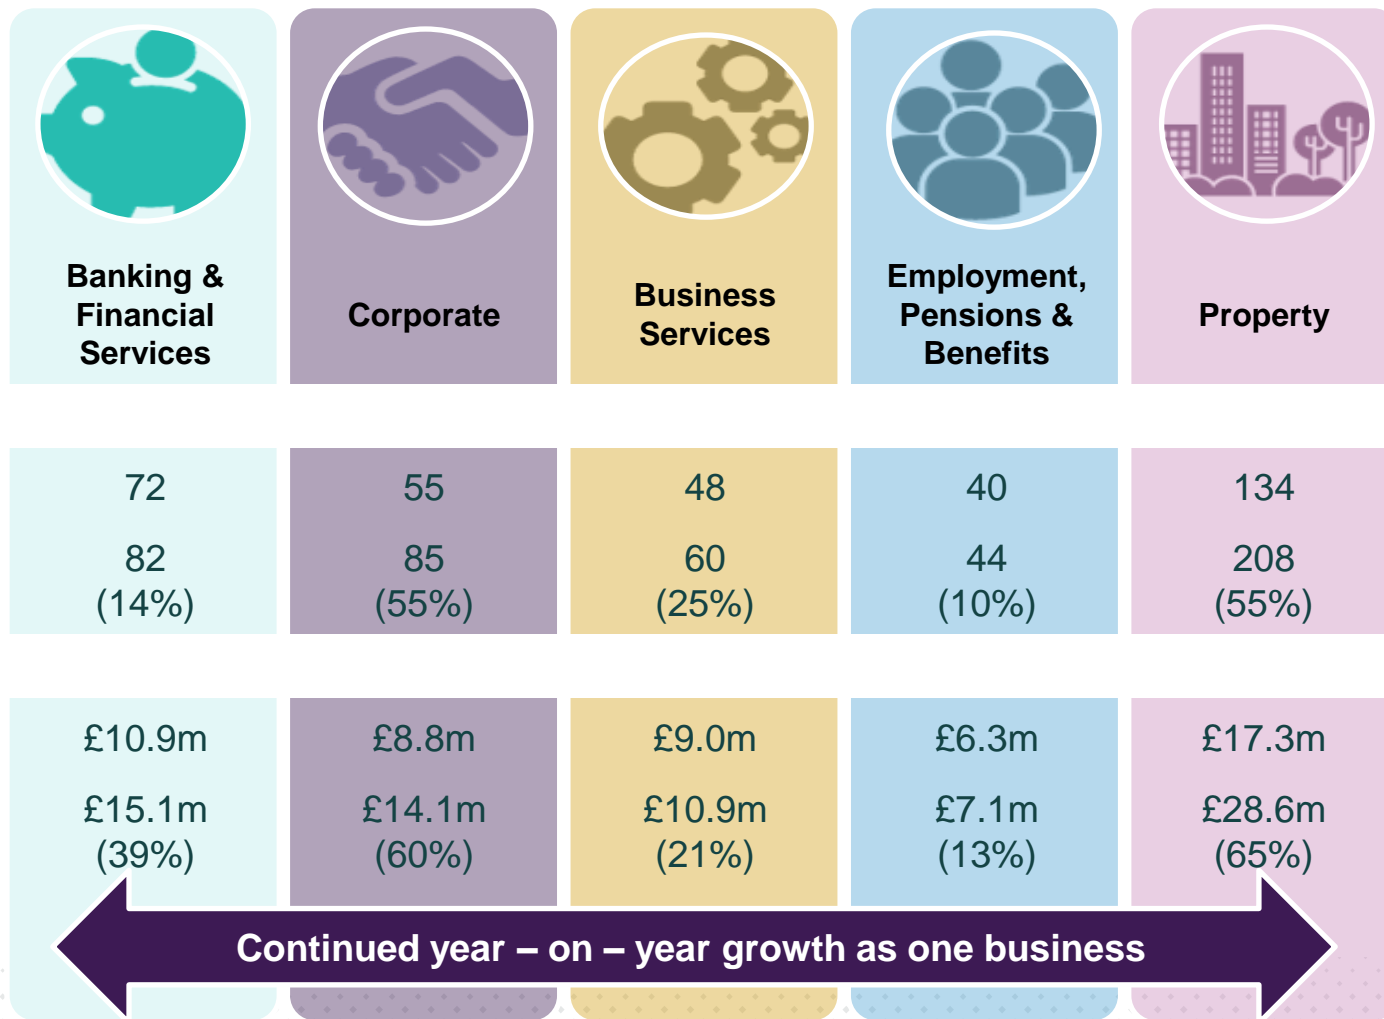 Banking &
Financial
Services
Corporate
Business
Services
Employment,
Pensions &
Benefits
Property
72
55
48
40
134
82
(14%)
85
(55%)
60
(25%)
44
(10%)
208
(55%)
£10.9m
£8.8m
£9.0m
£6.3m
£17.3m
£15.1m
(39%)
£14.1m
(60%)
£10.9m
(21%)
£7.1m
(13%)
£28.6m
(65%)
Continued year – on – year growth as one business